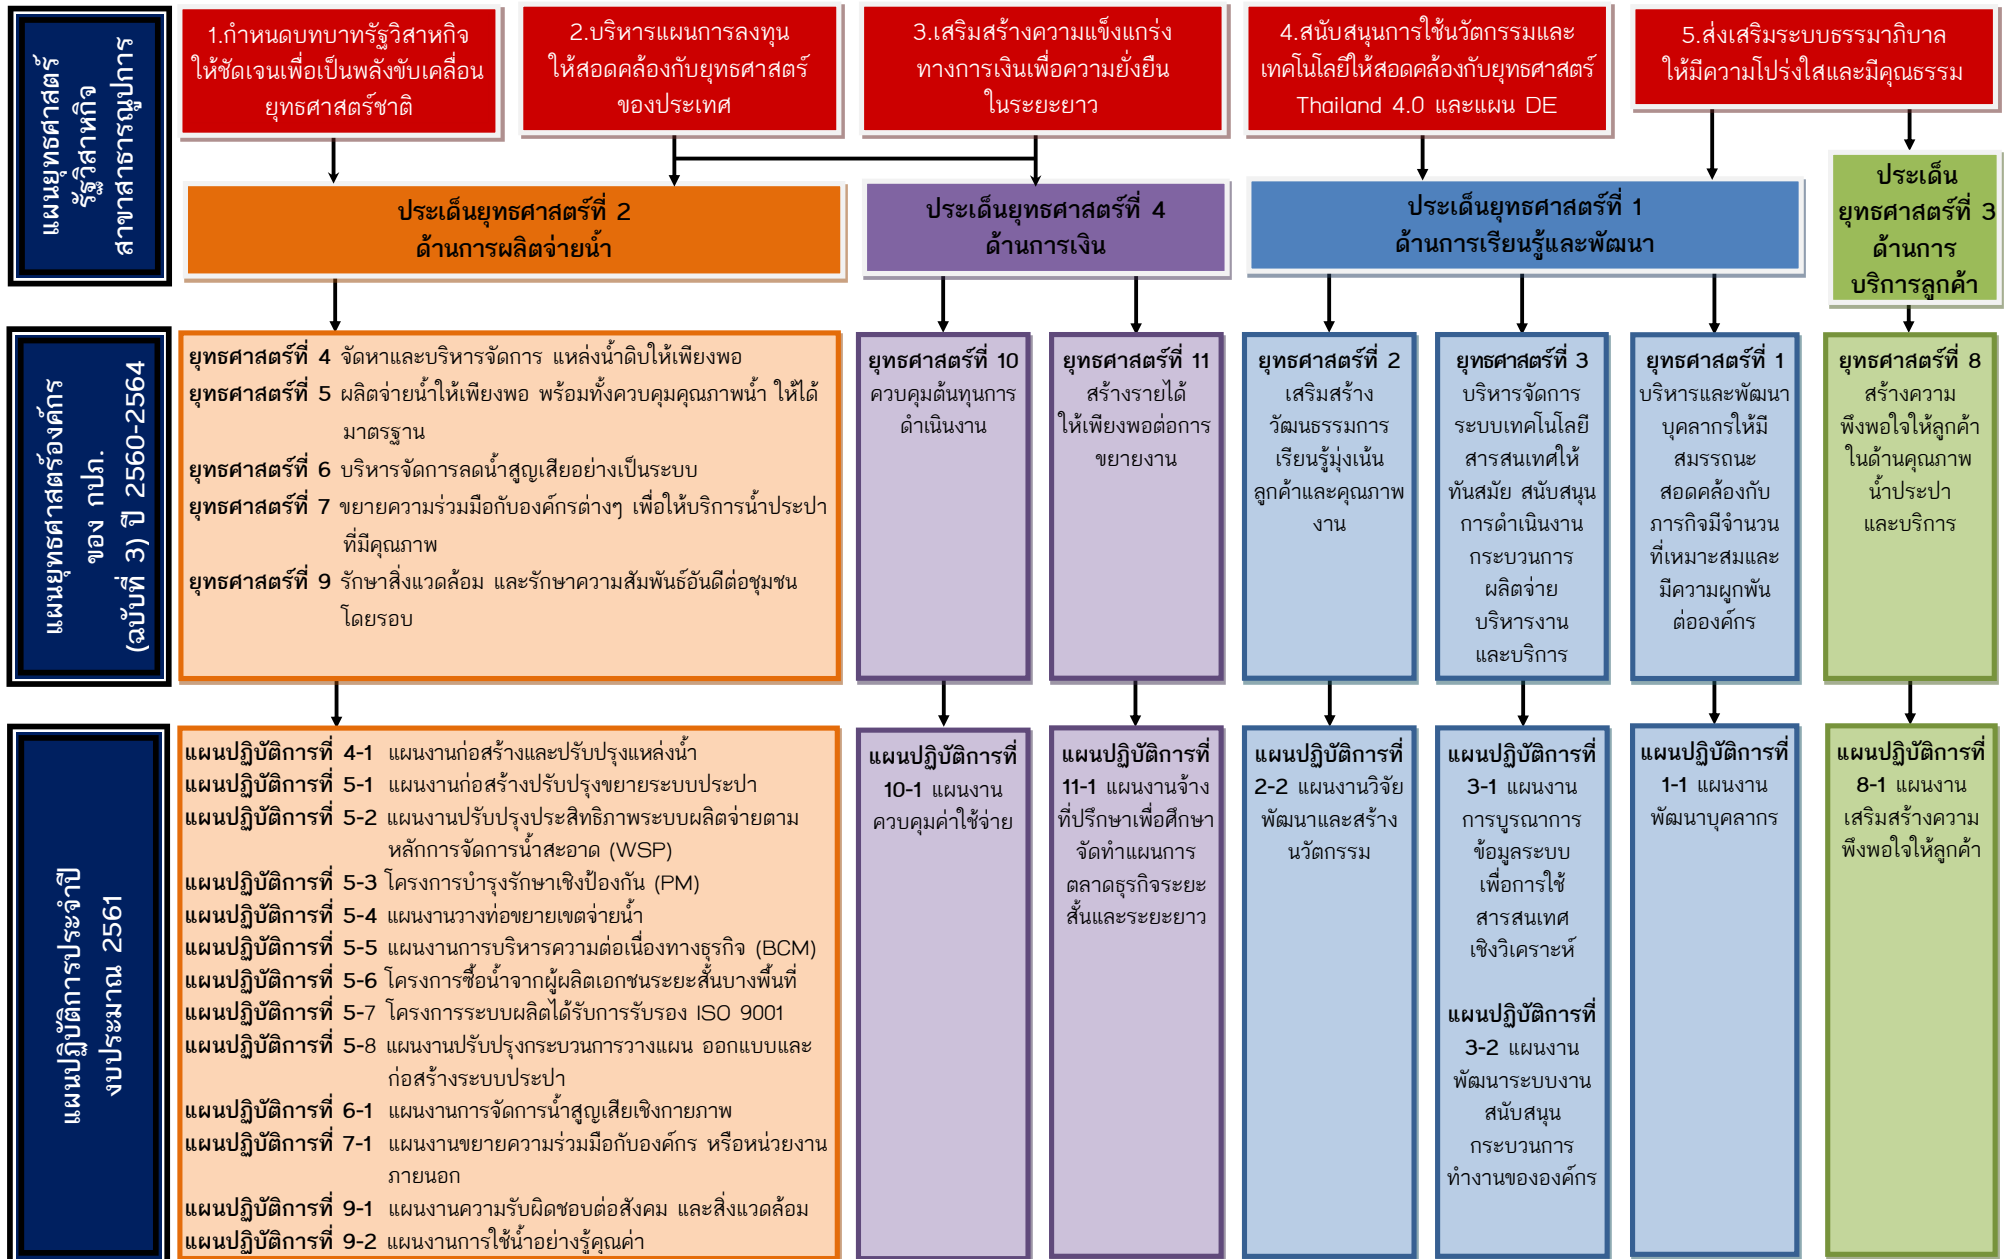 แผนยุทธศาสตร์
รัฐวิสาหกิจ
สาขาสาธารณูปการ
1.กำหนดบทบาทรัฐวิสาหกิจ
ให้ชัดเจนเพื่อเป็นพลังขับเคลื่อน
ยุทธศาสตร์ชาติ
2.บริหารแผนการลงทุน
ให้สอดคล้องกับยุทธศาสตร์
ของประเทศ
3.เสริมสร้างความแข็งแกร่ง
ทางการเงินเพื่อความยั่งยืน
ในระยะยาว
4.สนับสนุนการใช้นวัตกรรมและ
เทคโนโลยีให้สอดคล้องกับยุทธศาสตร์
Thailand 4.0 และแผน DE
5.ส่งเสริมระบบธรรมาภิบาล
ให้มีความโปร่งใสและมีคุณธรรม
ประเด็นยุทธศาสตร์ที่ 2
ด้านการผลิตจ่ายน้ำ
ประเด็นยุทธศาสตร์ที่ 4
ด้านการเงิน
ประเด็นยุทธศาสตร์ที่ 1
ด้านการเรียนรู้และพัฒนา
ประเด็น
ยุทธศาสตร์ที่ 3
ด้านการ
บริการลูกค้า
แผนยุทธศาสตร์องค์กร
ของ กปภ.
(ฉบับที่ 3) ปี 2560-2564
ยุทธศาสตร์ที่ 4 จัดหาและบริหารจัดการ แหล่งน้ำดิบให้เพียงพอ
ยุทธศาสตร์ที่ 5 ผลิตจ่ายน้ำให้เพียงพอ พร้อมทั้งควบคุมคุณภาพน้ำ ให้ได้
มาตรฐาน
ยุทธศาสตร์ที่ 6 บริหารจัดการลดน้ำสูญเสียอย่างเป็นระบบ
ยุทธศาสตร์ที่ 7 ขยายความร่วมมือกับองค์กรต่างๆ เพื่อให้บริการน้ำประปา
ที่มีคุณภาพ
ยุทธศาสตร์ที่ 9 รักษาสิ่งแวดล้อม และรักษาความสัมพันธ์อันดีต่อชุมชน
โดยรอบ
ยุทธศาสตร์ที่ 10
ควบคุมต้นทุนการ
ดำเนินงาน
ยุทธศาสตร์ที่ 11
สร้างรายได้
ให้เพียงพอต่อการ
ขยายงาน
ยุทธศาสตร์ที่ 2
เสริมสร้าง
วัฒนธรรมการ
เรียนรู้มุ่งเน้น
ลูกค้าและคุณภาพ
งาน
ยุทธศาสตร์ที่ 3
บริหารจัดการ
ระบบเทคโนโลยี
สารสนเทศให้
ทันสมัย สนับสนุน
การดำเนินงาน
กระบวนการ
ผลิตจ่าย
บริหารงาน
และบริการ
ยุทธศาสตร์ที่ 1
บริหารและพัฒนา
บุคลากรให้มี
สมรรถนะ
สอดคล้องกับ
ภารกิจมีจำนวน
ที่เหมาะสมและ
มีความผูกพัน
ต่อองค์กร
ยุทธศาสตร์ที่ 8
สร้างความ
พึงพอใจให้ลูกค้า
ในด้านคุณภาพ
น้ำประปา
และบริการ
แผนปฏิบัติการประจำปี
งบประมาณ 2561
แผนปฏิบัติการที่ 4-1 แผนงานก่อสร้างและปรับปรุงแหล่งน้ำ
แผนปฏิบัติการที่ 5-1 แผนงานก่อสร้างปรับปรุงขยายระบบประปา
แผนปฏิบัติการที่ 5-2 แผนงานปรับปรุงประสิทธิภาพระบบผลิตจ่ายตาม
หลักการจัดการน้ำสะอาด (WSP)
แผนปฏิบัติการที่ 5-3 โครงการบำรุงรักษาเชิงป้องกัน (PM)
แผนปฏิบัติการที่ 5-4 แผนงานวางท่อขยายเขตจ่ายน้ำ
แผนปฏิบัติการที่ 5-5 แผนงานการบริหารความต่อเนื่องทางธุรกิจ (BCM)
แผนปฏิบัติการที่ 5-6 โครงการซื้อน้ำจากผู้ผลิตเอกชนระยะสั้นบางพื้นที่
แผนปฏิบัติการที่ 5-7 โครงการระบบผลิตได้รับการรับรอง ISO 9001
แผนปฏิบัติการที่ 5-8 แผนงานปรับปรุงกระบวนการวางแผน ออกแบบและ
ก่อสร้างระบบประปา
แผนปฏิบัติการที่ 6-1 แผนงานการจัดการน้ำสูญเสียเชิงกายภาพ
แผนปฏิบัติการที่ 7-1 แผนงานขยายความร่วมมือกับองค์กร หรือหน่วยงาน
ภายนอก
แผนปฏิบัติการที่ 9-1 แผนงานความรับผิดชอบต่อสังคม และสิ่งแวดล้อม
แผนปฏิบัติการที่ 9-2 แผนงานการใช้น้ำอย่างรู้คุณค่า
แผนปฏิบัติการที่
10-1 แผนงาน
ควบคุมค่าใช้จ่าย
แผนปฏิบัติการที่
11-1 แผนงานจ้าง
ที่ปรึกษาเพื่อศึกษา
จัดทำแผนการ
ตลาดธุรกิจระยะ
สั้นและระยะยาว
แผนปฏิบัติการที่
2-2 แผนงานวิจัย
พัฒนาและสร้าง
นวัตกรรม
แผนปฏิบัติการที่
3-1 แผนงาน
การบูรณาการ
ข้อมูลระบบ
เพื่อการใช้
สารสนเทศ
เชิงวิเคราะห์
แผนปฏิบัติการที่
3-2 แผนงาน
พัฒนาระบบงาน
สนับสนุน
กระบวนการ
ทำงานขององค์กร
แผนปฏิบัติการที่
1-1 แผนงาน
พัฒนาบุคลากร
แผนปฏิบัติการที่
8-1 แผนงาน
เสริมสร้างความ
พึงพอใจให้ลูกค้า